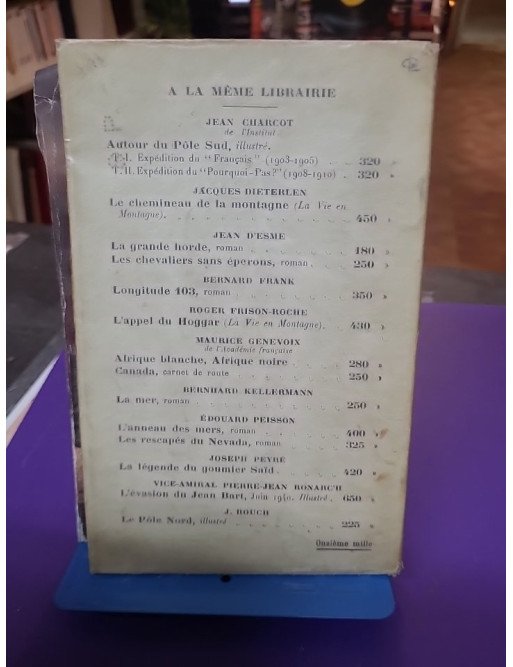 A LA MÊME LIBRAIRIE
JEAN CHARCOT
de l'Institut
Autour du Pôle Sud, illustré.
T. I. Expédition du "Français" (1903-1905) . . 320 »
T. II. Expédition du "Pourquoi-Pas?" (1908-1910) . 320 »
JACQUES DIETERLEN
Le chemineau de la montagne (La Vie en
Montagne). . . . . . . . . . . . . . 450 »
JEAN D'ESME
La grande horde, roman . . . . . . . . 180 »
Les chevaliers sans éperons, roman. . . . 250 »
BERNARD FRANK
Longitude 103, roman . . . . . . . . . 350 »
ROGER FRISON-ROCHE
L'appel du Hoggar (La Vie en Montagne). . . 430 »
MAURICE GENEVOIX
de l'Académie française
Afrique blanche, Afrique noire . . . . . 280 »
Canada, carnet de route . . . . . . . . 250 »
BERNHARD KELLERMANN
La mer, roman . . . . . . . . . . . . 250 »
ÉDOUARD PEISSON
L'anneau des mers, roman . . . . . . . 400 »
Les rescapés du Nevada, roman . . . . . 325 »
JOSEPH PEYRÉ
La légende du goumier Saïd . . . . . . . 420 »
VICE-AMIRAL PIERRE-JEAN RONARC'H
L'évasion du Jean Bart, Juin 1940. Illustré. . 650 »
J. ROUCH
Le Pôle Nord, illustré . . . . . . . . 225 »
Onzième mille